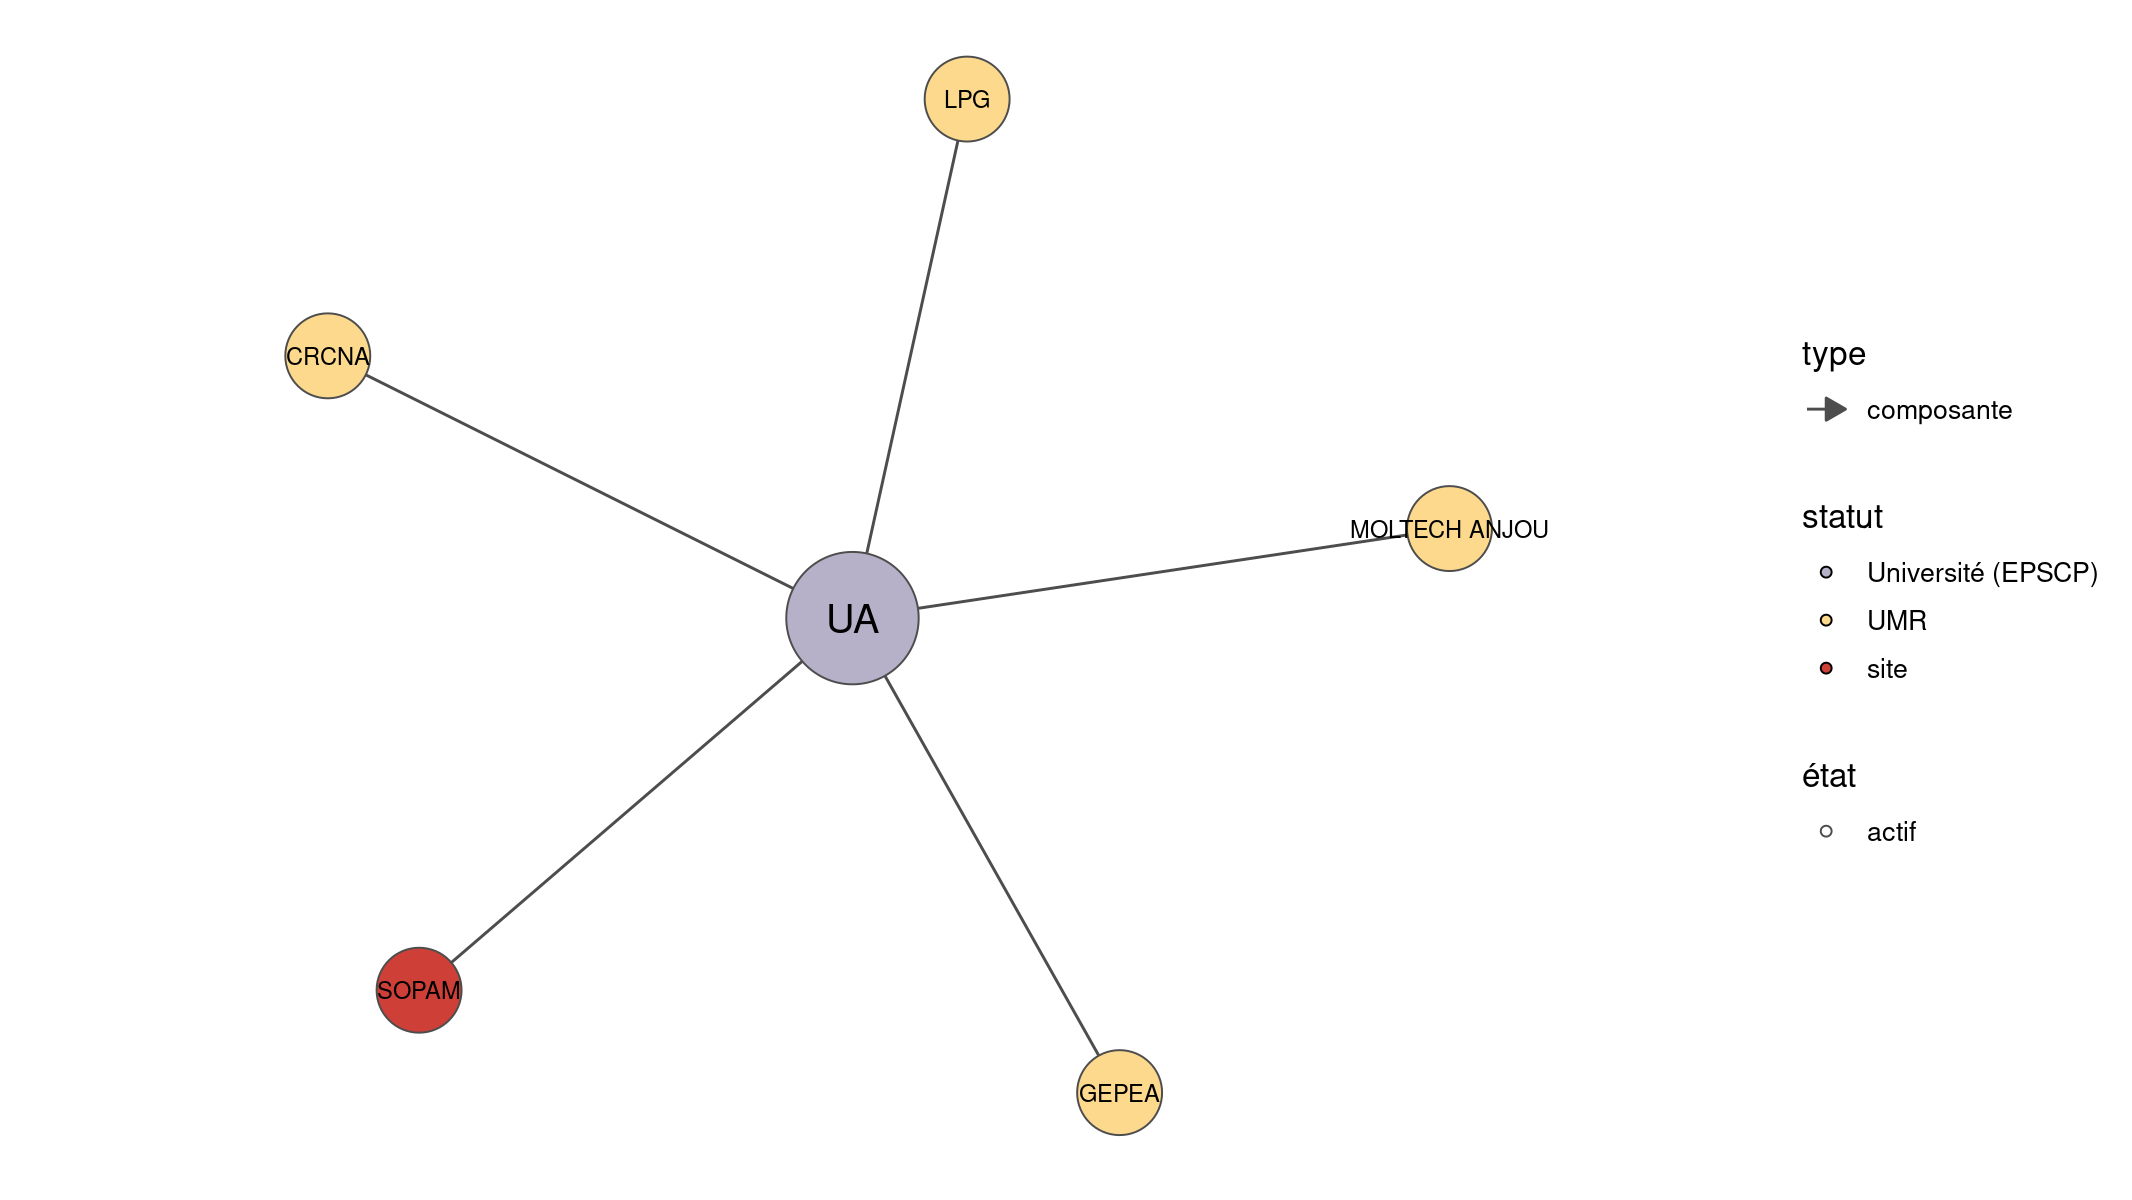 LPG
CRCNA
MOLTECH ANJOU
UA
SOPAM
GEPEA
type
composante
statut
Université (EPSCP)
UMR
site
état
actif